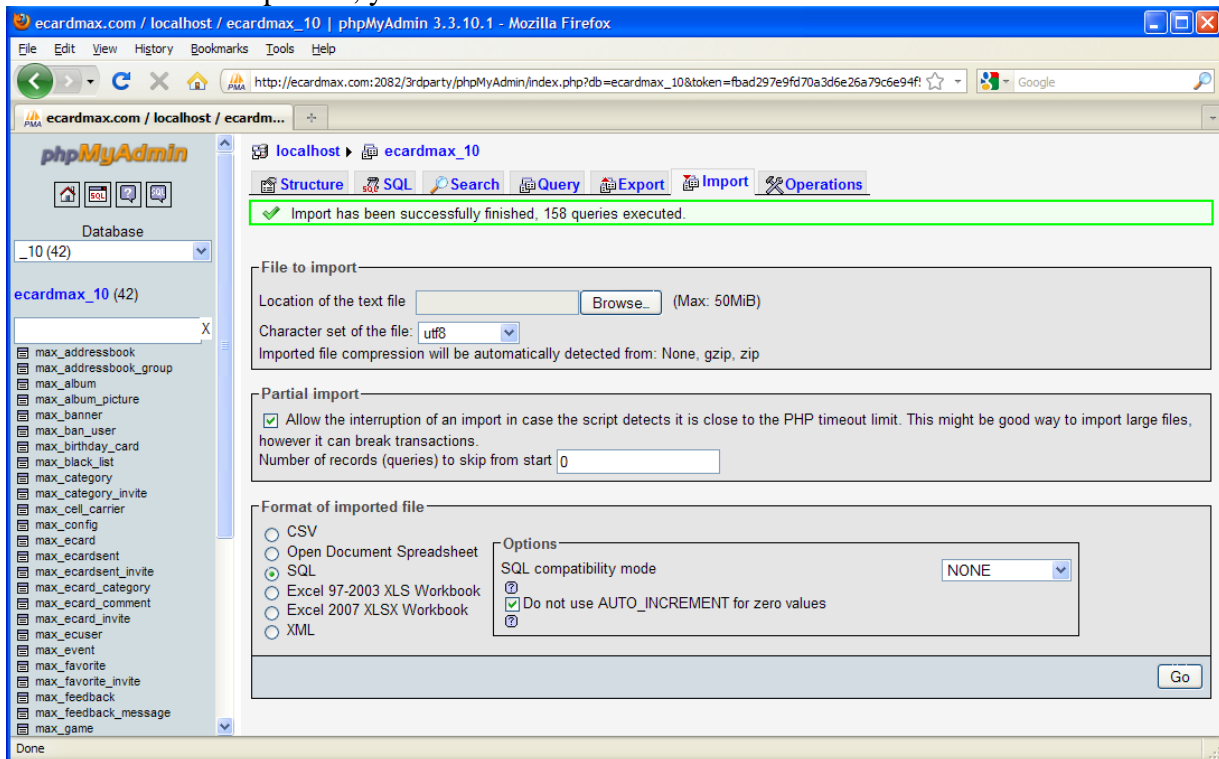 ecardmax.com / localhost / ecardmax_10 | phpMyAdmin 3.3.10.1 - Mozilla Firefox
File Edit View History Bookmarks Tools Help
http://ecardmax.com:2082/3rdparty/phpMyAdmin/index.php?db=ecardmax_10&token=fbad297e9fd70a3d6e26a79c6e94f! Google
PMA ecardmax.com / localhost / ecardm...
phpMyAdmin
SQL
Database
_10 (42)
ecardmax_10 (42)
X
max_addressbook
max_addressbook_group
max_album
max_album_picture
max_banner
max_ban_user
max_birthday_card
max_black_list
max_category
max_category_invite
max_cell_carrier
max_config
max_ecard
max_ecardsent
max_ecardsent_invite
max_ecard_category
max_ecard_comment
max_ecard_invite
max_ecuser
max_event
max_favorite
max_favorite_invite
max_feedback
max_feedback_message
max_game
localhost ecardmax_10
Structure SQL Search Query Export Import Operations
Import has been successfully finished, 158 queries executed.
File to import
Location of the text file Browse_ (Max: 50MiB)
Character set of the file: utf8
Imported file compression will be automatically detected from: None, gzip, zip
Partial import
Allow the interruption of an import in case the script detects it is close to the PHP timeout limit. This might be good way to import large files,
however it can break transactions.
Number of records (queries) to skip from start 0
Format of imported file
CSV
Open Document Spreadsheet
SQL
Excel 97-2003 XLS Workbook
Excel 2007 XLSX Workbook
XML
Options
SQL compatibility mode NONE
Do not use AUTO_INCREMENT for zero values
Go
Done